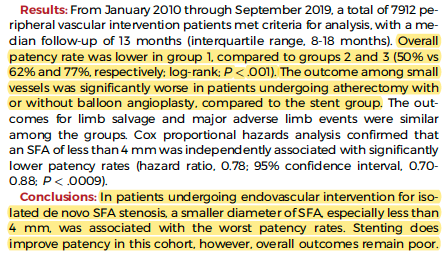 Results: From January 2010 through September 2019, a total of 7912 pe-
ripheral vascular intervention patients met criteria for analysis, with a me-
dian follow-up of 13 months (interquartile range, 8-18 months). Overall
patency rate was lower in group 1, compared to groups 2 and 3 (50% vs
62% and 77%, respectively; log-rank; P < .001). The outcome among small
vessels was significantly worse in patients undergoing atherectomy with
or without balloon angioplasty, compared to the stent group. The out-
comes for limb salvage and major adverse limb events were similar
among the groups. Cox proportional hazards analysis confirmed that
an SFA of less than 4 mm was independently associated with significantly
lower patency rates (hazard ratio, 0.78; 95% confidence interval, 0.70-
0.88; P < .0009).
Conclusions: In patients undergoing endovascular intervention for iso-
lated de novo SFA stenosis, a smaller diameter of SFA, especially less than
4 mm, was associated with the worst patency rates. Stenting does
improve patency in this cohort, however, overall outcomes remain poor.